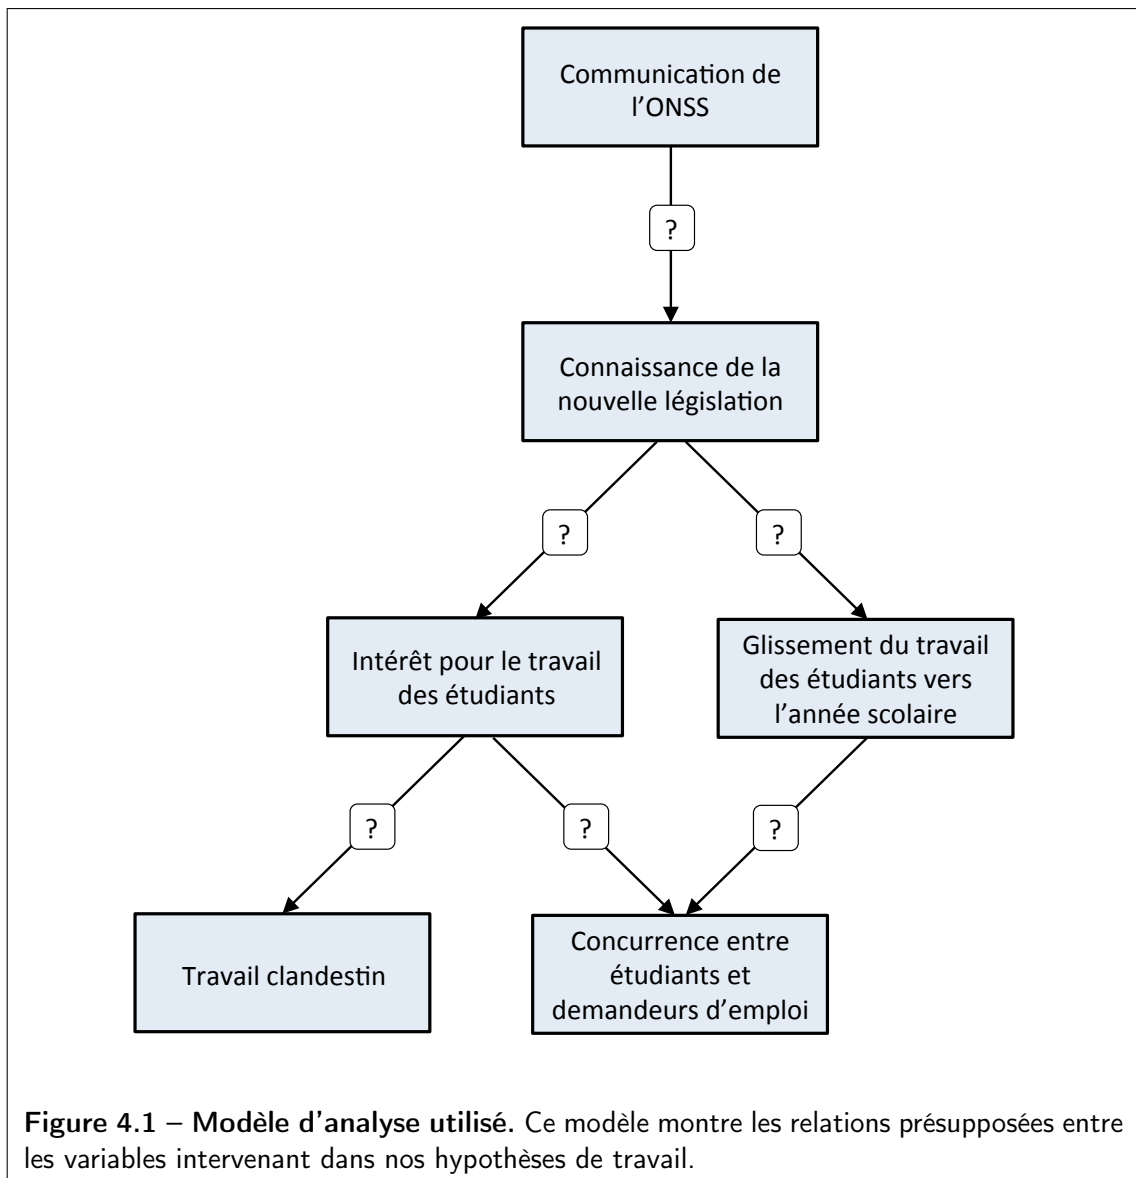 Communication de
l'ONSS
?
Connaissance de la
nouvelle législation
?
?
Intérêt pour le travail
des étudiants
Glissement du travail
des étudiants vers
l'année scolaire
?
?
?
Travail clandestin
Concurrence entre
étudiants et
demandeurs d'emploi
Figure 4.1 – Modèle d'analyse utilisé. Ce modèle montre les relations présupposées entre
les variables intervenant dans nos hypothèses de travail.